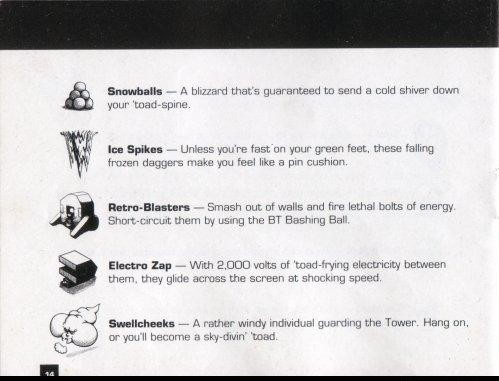 Snowballs — A blizzard that's guaranteed to send a cold shiver down
your 'toad-spine.
Ice Spikes — Unless you're fast on your green feet, these falling
frozen daggers make you feel like a pin cushion.
Retro-Blasters — Smash out of walls and fire lethal bolts of energy.
Short-circuit them by using the BT Bashing Ball.
Electro Zap — With 2,000 volts of 'toad-frying electricity between
them, they glide across the screen at shocking speed.
Swellcheeks — A rather windy individual guarding the Tower. Hang on,
or you'll become a sky-divin' 'toad.
14